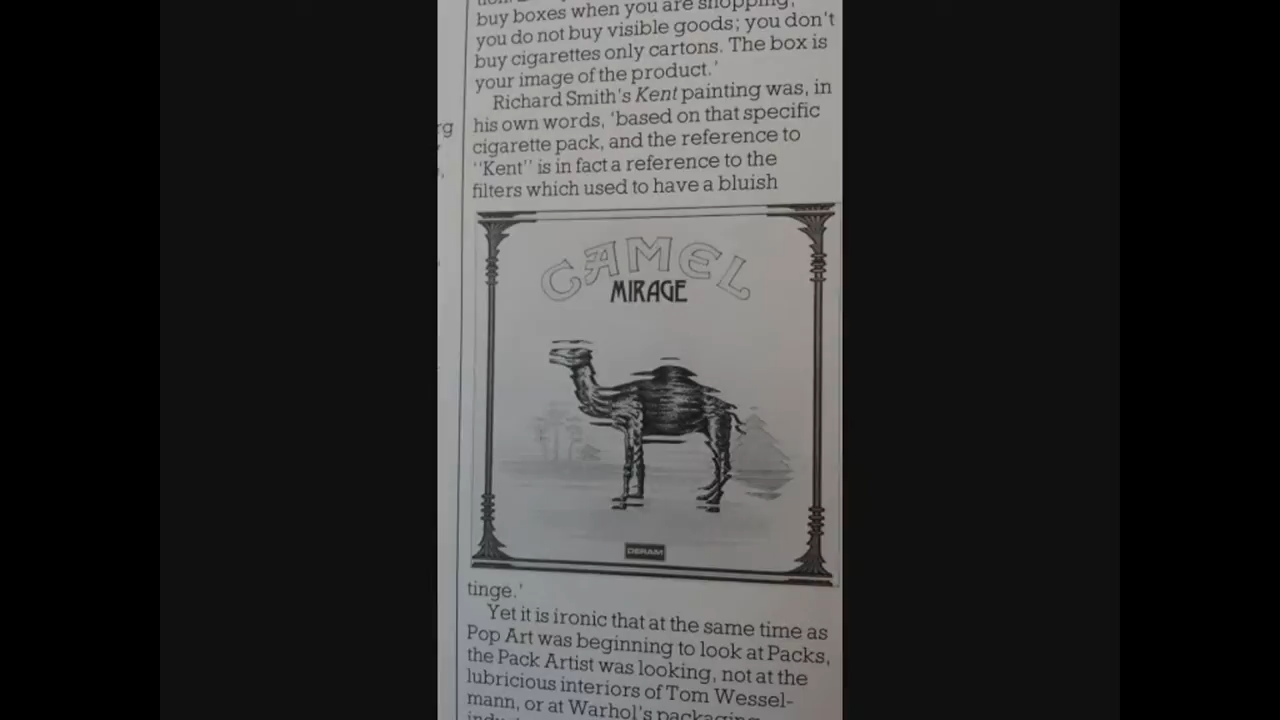 buy boxes when you are shopping,
you do not buy visible goods; you don't
buy cigarettes only cartons. The box is
your image of the product.'
Richard Smith's Kent painting was, in
his own words, 'based on that specific
cigarette pack, and the reference to
"Kent" is in fact a reference to the
filters which used to have a bluish
rg
CAMEL
MIRAGE
DERAM
tinge.'
Yet it is ironic that at the same time as
Pop Art was beginning to look at Packs,
the Pack Artist was looking, not at the
lubricious interiors of Tom Wessel-
mann, or at Warhol's packaging